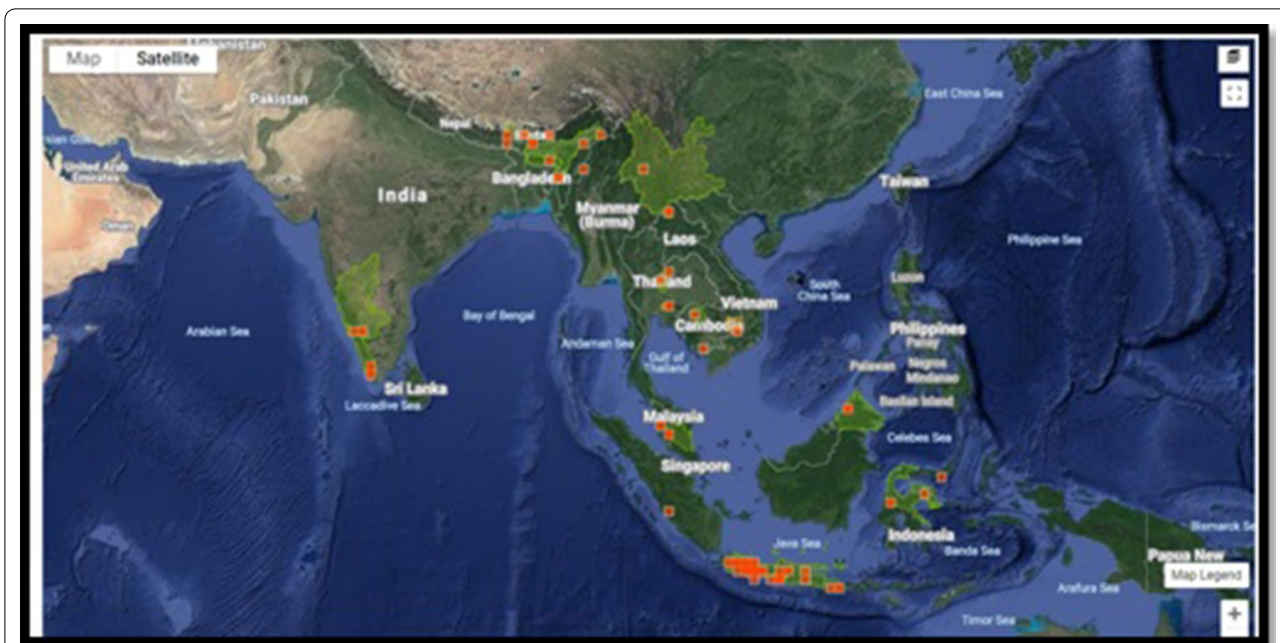 Map Satellite
Pakistan
East China Sea
Nepal
United Arab
Emirates
Bangladesh
India
Taiwan
Myanmar
(Burma)
Oman
Laos
Philippine Sea
Luzon
Thailand
South
China Sea
Vietnam
Arabian Sea
Bay of Bengal
Cambodia
Philippines
Andaman Sea
Panay
Gulf of
Thailand
Palawan
Negros
Mindanao
Sri Lanka
Laccadive Sea
Basilan Island
Malaysia
Celebes Sea
Singapore
Bismarck Se
Indonesia
Java Sea
Banda Sea
Papua New
Map Legend
Arafura Sea
Timor Sea
+